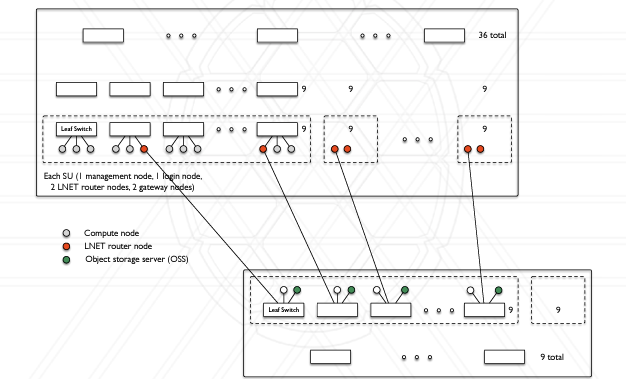 36 total
9 9 9
Leaf Switch 9 9 9
Each SU (1 management node, 1 login node,
2 LNET router nodes, 2 gateway nodes)
Compute node
LNET router node
Object storage server (OSS)
Leaf Switch 9 9
9 total